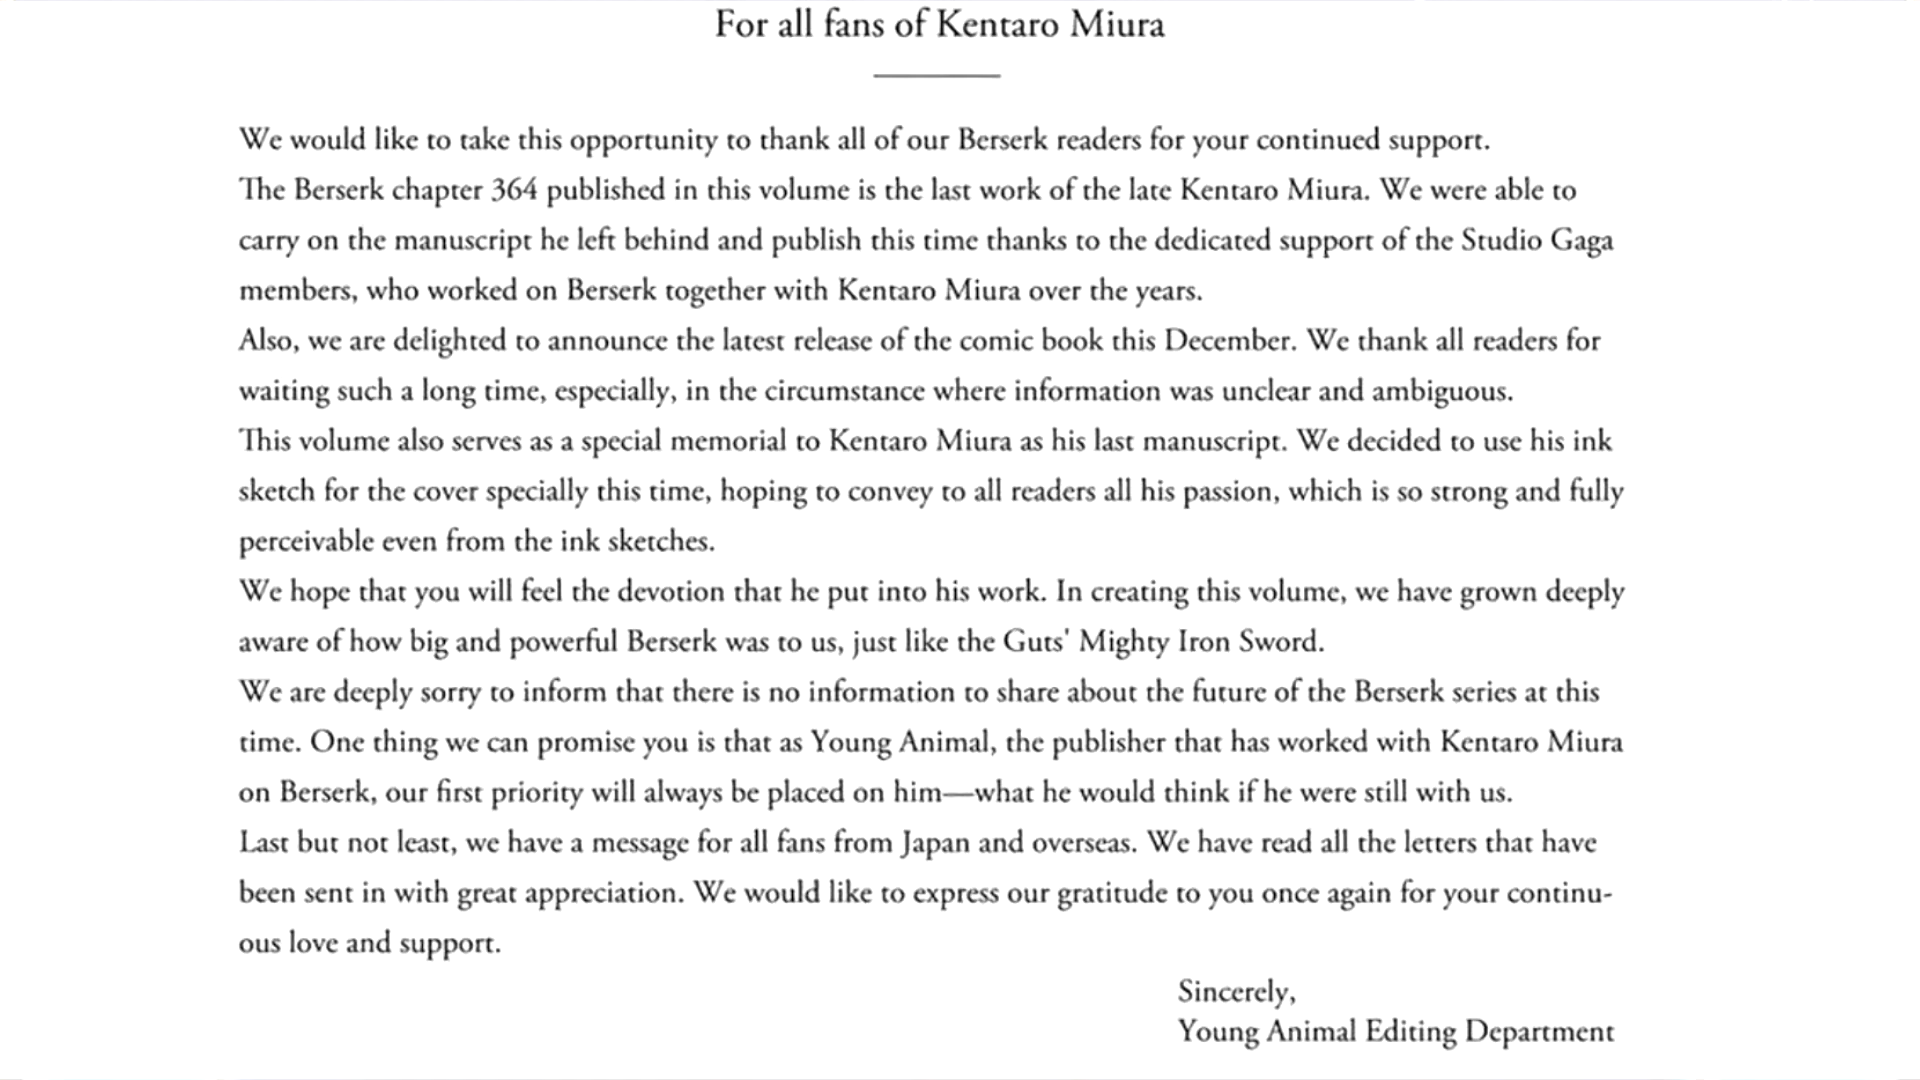 For all fans of Kentaro Miura
We would like to take this opportunity to thank all of our Berserk readers for your continued support.
The Berserk chapter 364 published in this volume is the last work of the late Kentaro Miura. We were able to
carry on the manuscript he left behind and publish this time thanks to the dedicated support of the Studio Gaga
members, who worked on Berserk together with Kentaro Miura over the years.
Also, we are delighted to announce the latest release of the comic book this December. We thank all readers for
waiting such a long time, especially, in the circumstance where information was unclear and ambiguous.
This volume also serves as a special memorial to Kentaro Miura as his last manuscript. We decided to use his ink
sketch for the cover specially this time, hoping to convey to all readers all his passion, which is so strong and fully
perceivable even from the ink sketches.
We hope that you will feel the devotion that he put into his work. In creating this volume, we have grown deeply
aware of how big and powerful Berserk was to us, just like the Guts' Mighty Iron Sword.
We are deeply sorry to inform that there is no information to share about the future of the Berserk series at this
time. One thing we can promise you is that as Young Animal, the publisher that has worked with Kentaro Miura
on Berserk, our first priority will always be placed on him—what he would think if he were still with us.
Last but not least, we have a message for all fans from Japan and overseas. We have read all the letters that have
been sent in with great appreciation. We would like to express our gratitude to you once again for your continu-
ous love and support.
Sincerely,
Young Animal Editing Department